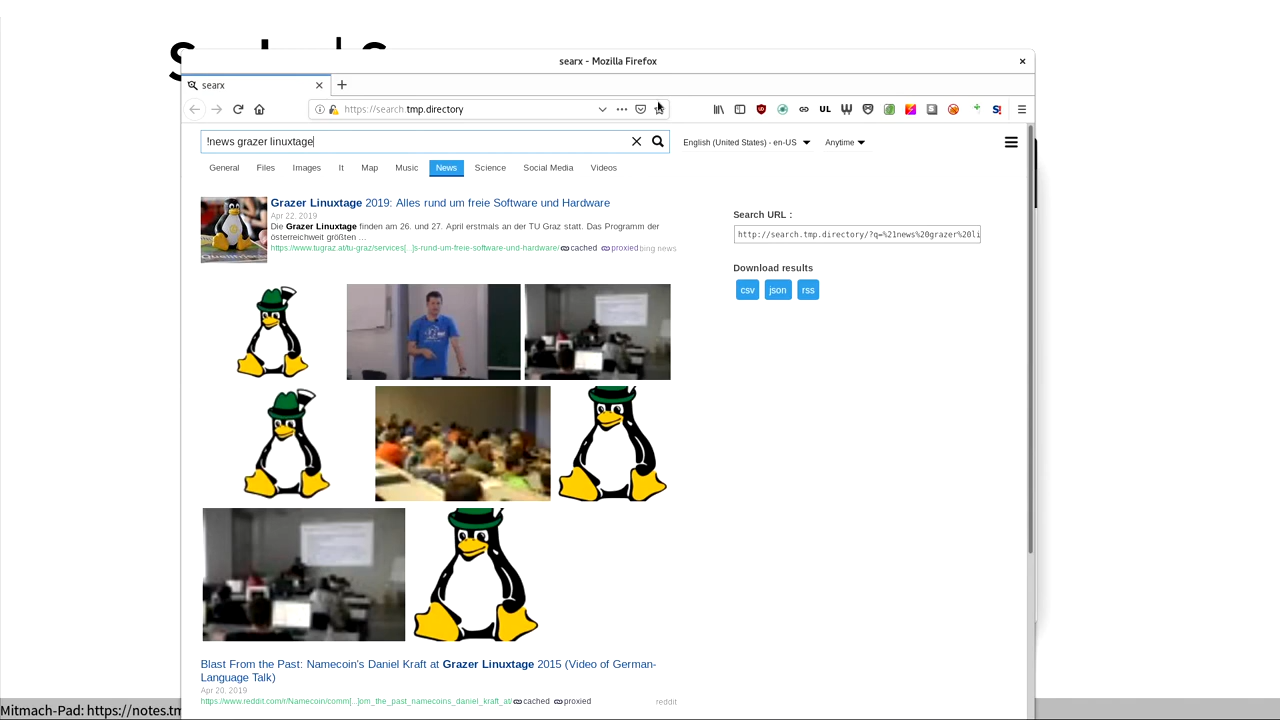 searx - Mozilla Firefox
searx
https://search.tmp.directory
!news grazer linuxtage
English (United States) - en-US
Anytime
General Files Images It Map Music News Science Social Media Videos
Grazer Linuxtage 2019: Alles rund um freie Software und Hardware
Apr 22, 2019
Die Grazer Linuxtage finden am 26. und 27. April erstmals an der TU Graz statt. Das Programm der
österreichweit größten ...
https://www.tugraz.at/tu-graz/services[...]s-rund-um-freie-software-und-hardware/ cached proxied bing news
Search URL :
http://search.tmp.directory/?q=%21news%20grazer%20li
Download results
csv json rss
Blast From the Past: Namecoin's Daniel Kraft at Grazer Linuxtage 2015 (Video of German-
Language Talk)
Apr 20, 2019
https://www.reddit.com/r/Namecoin/comm[...]om_the_past_namecoins_daniel_kraft_at/ cached proxied
reddit
Mitmach-Pad: https://notes.tm